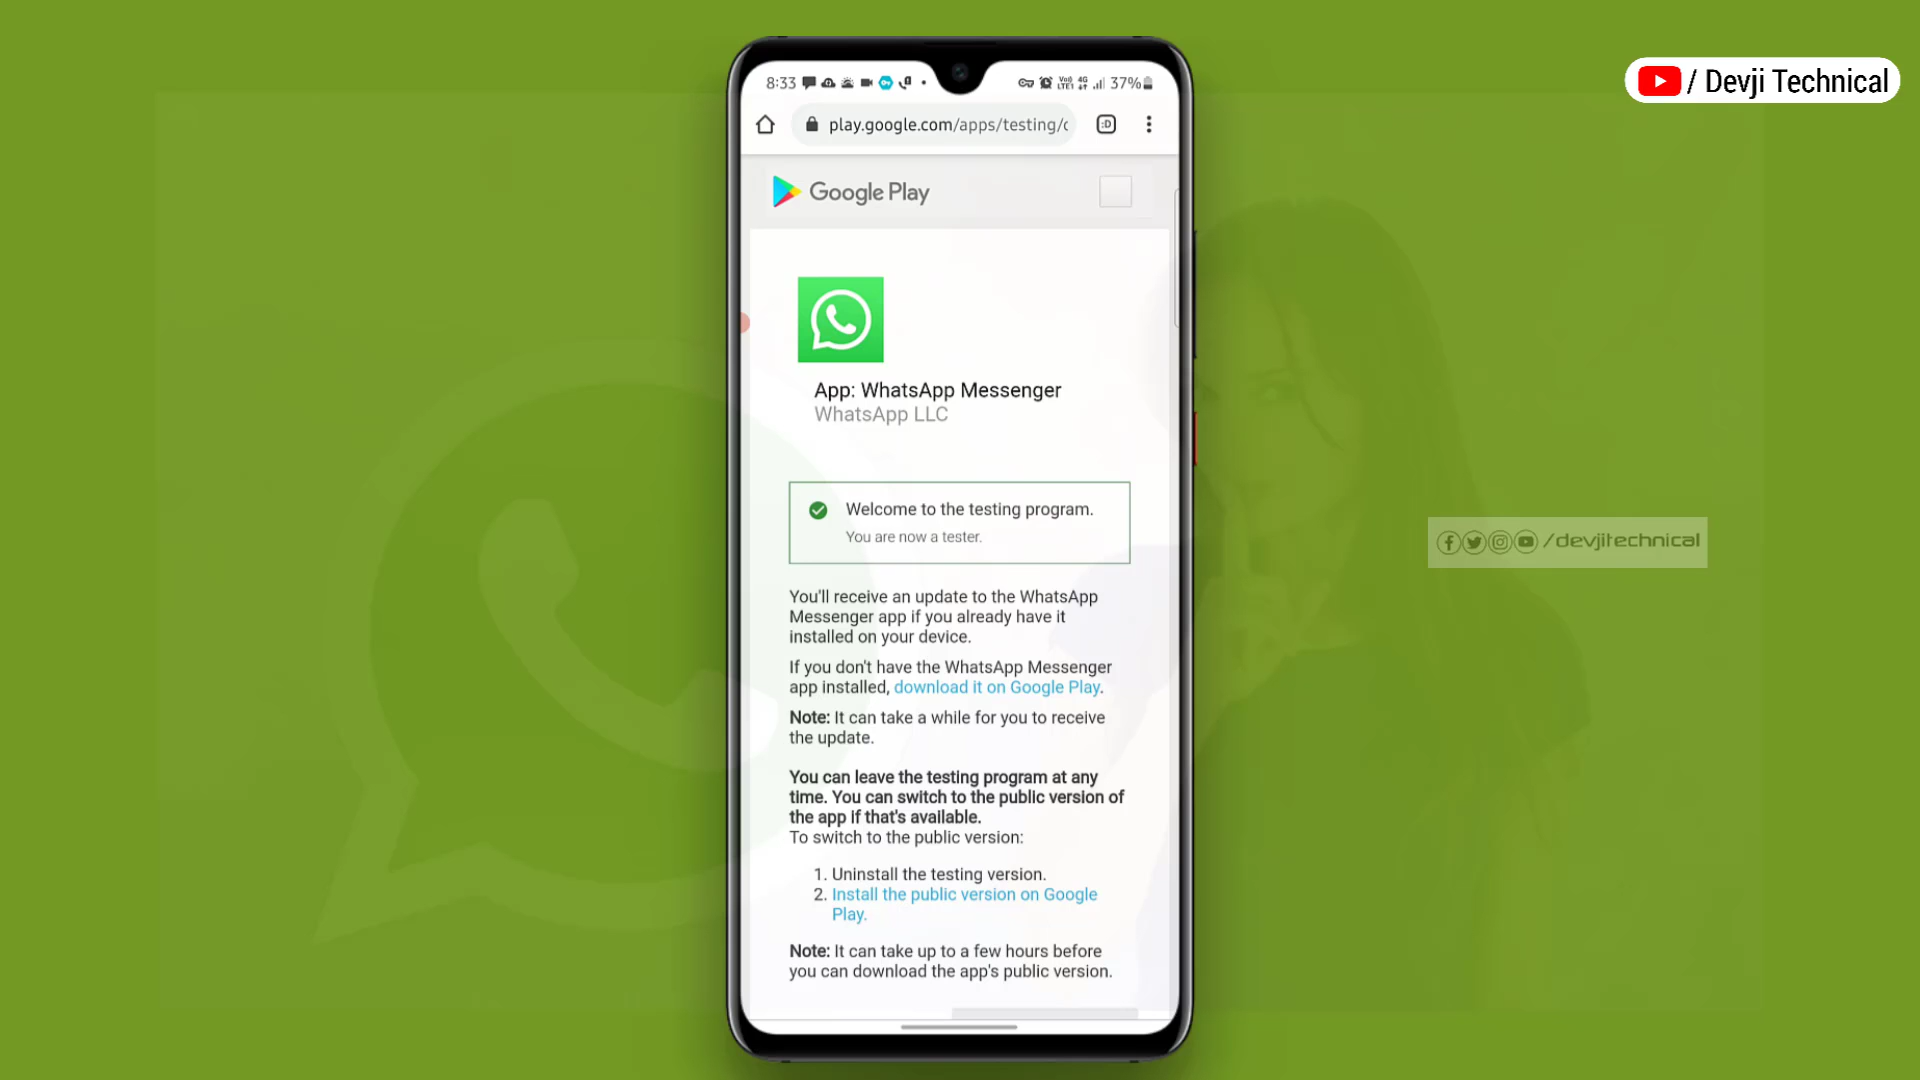 / Devji Technical
8:33
VoD 4G 37%
LTE1
play.google.com/apps/testing/c
:D
Google Play
App: WhatsApp Messenger
WhatsApp LLC
Welcome to the testing program.
You are now a tester.
You'll receive an update to the WhatsApp
Messenger app if you already have it
installed on your device.
If you don't have the WhatsApp Messenger
app installed, download it on Google Play.
Note: It can take a while for you to receive
the update.
You can leave the testing program at any
time. You can switch to the public version of
the app if that's available.
To switch to the public version:
1. Uninstall the testing version.
2. Install the public version on Google
Play.
Note: It can take up to a few hours before
you can download the app's public version.
/devjitechnical